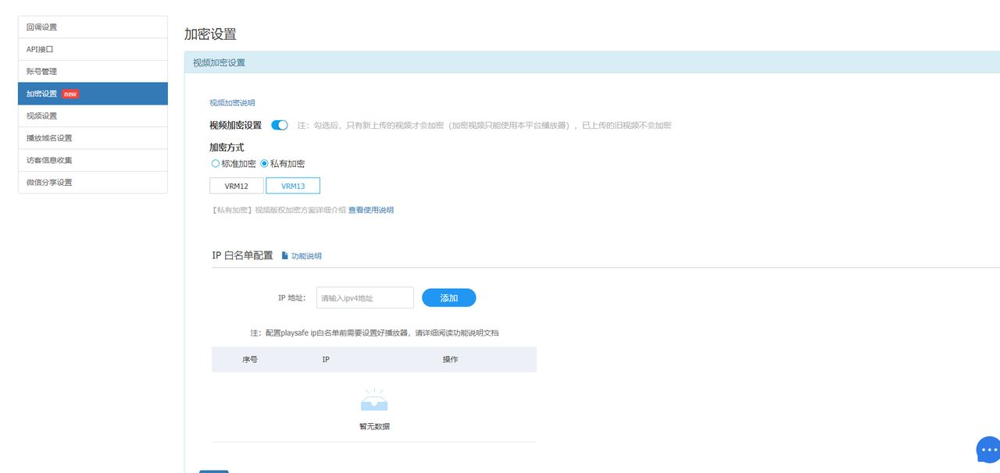 回调设置
API接口
账号管理
加密设置 new
视频设置
播放域名设置
访客信息收集
微信分享设置
加密设置
视频加密设置
视频加密说明
视频加密设置 注：勾选后，只有新上传的视频才会加密（加密视频只能使用本平台播放器），已上传的旧视频不会加密
加密方式
标准加密 私有加密
VRM12 VRM13
【私有加密】视频版权加密方案详细介绍 查看使用说明
IP 白名单配置 功能说明
IP 地址： 请输入ipv4地址 添加
注：配置playsafe ip白名单前需要设置好播放器，请详细阅读功能说明文档
序号 IP 操作
暂无数据